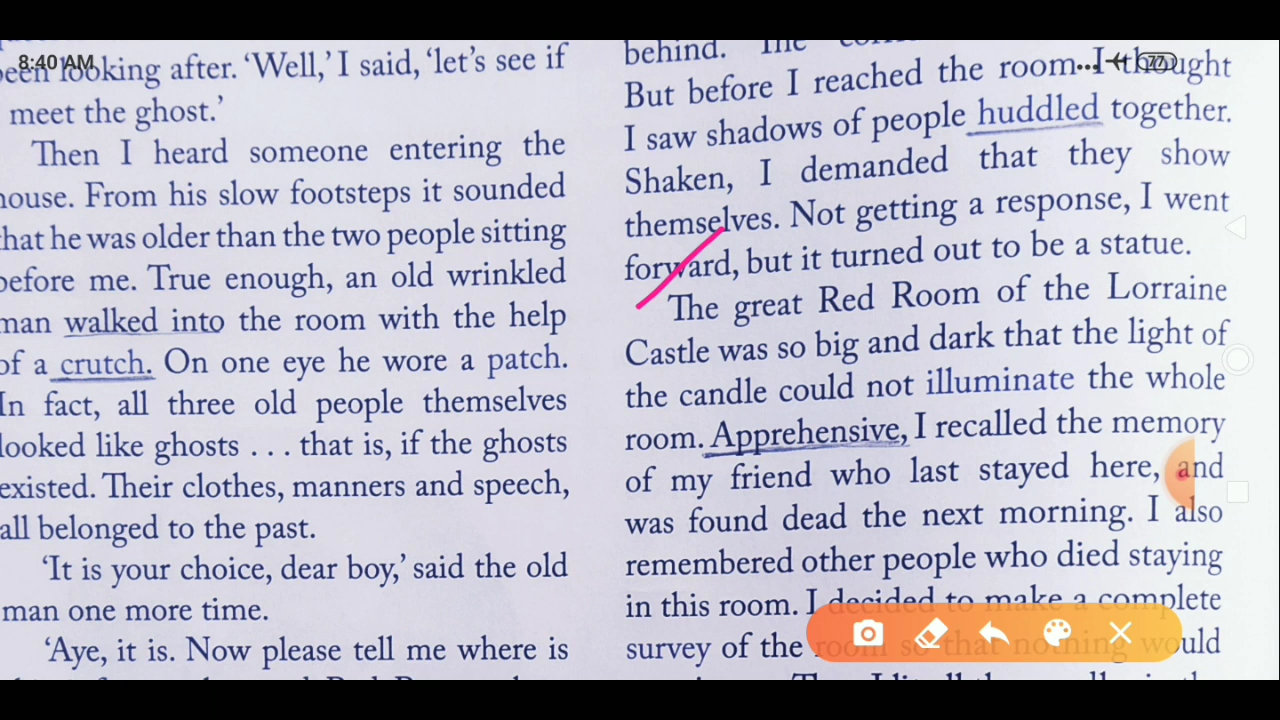 8:40 AM
77
been looking after. ‘Well,’ I said, ‘let’s see if
meet the ghost.’
Then I heard someone entering the
house. From his slow footsteps it sounded
that he was older than the two people sitting
before me. True enough, an old wrinkled
man walked into the room with the help
of a crutch. On one eye he wore a patch.
In fact, all three old people themselves
looked like ghosts . . . that is, if the ghosts
existed. Their clothes, manners and speech,
all belonged to the past.
‘It is your choice, dear boy,’ said the old
man one more time.
‘Aye, it is. Now please tell me where is
behind. The
But before I reached the room I thought
I saw shadows of people huddled together.
Shaken, I demanded that they show
themselves. Not getting a response, I went
forward, but it turned out to be a statue.
The great Red Room of the Lorraine
Castle was so big and dark that the light of
the candle could not illuminate the whole
room. Apprehensive, I recalled the memory
of my friend who last stayed here, and
was found dead the next morning. I also
remembered other people who died staying
in this room. I decided to make a complete
survey of the room so that nothing would